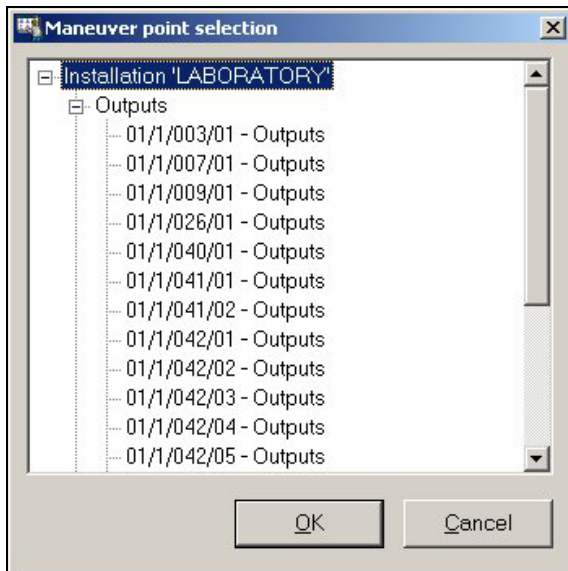 Maneuver point selection
Installation 'LABORATORY'
Outputs
01/1/003/01 - Outputs
01/1/007/01 - Outputs
01/1/009/01 - Outputs
01/1/026/01 - Outputs
01/1/040/01 - Outputs
01/1/041/01 - Outputs
01/1/041/02 - Outputs
01/1/042/01 - Outputs
01/1/042/02 - Outputs
01/1/042/03 - Outputs
01/1/042/04 - Outputs
01/1/042/05 - Outputs
OK Cancel